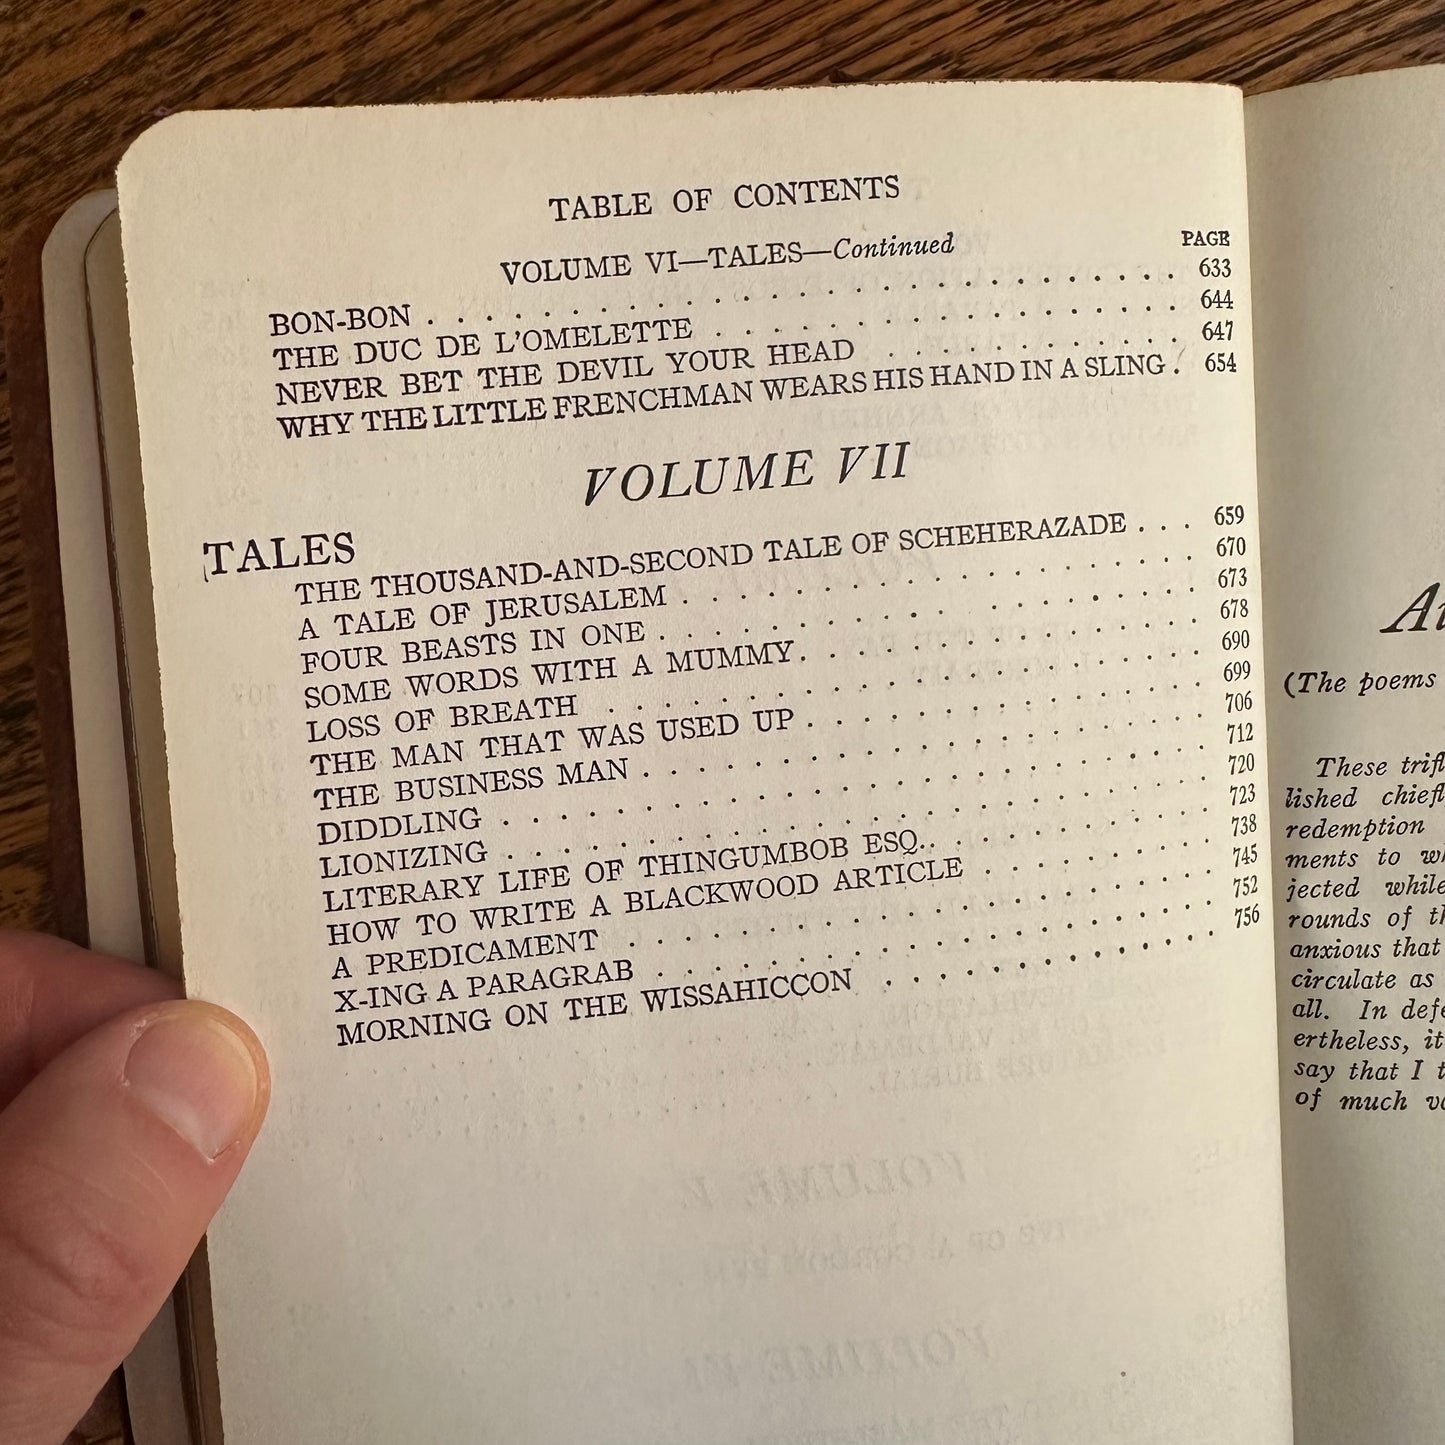 TABLE OF CONTENTS
VOLUME VI—TALES—Continued
PAGE
BON-BON . . . . . . . . . . . . . . . . . . . . . . . . . . . 633
THE DUC DE L'OMELETTE . . . . . . . . . . . . . . . . . 644
NEVER BET THE DEVIL YOUR HEAD . . . . . . . . . . . 647
WHY THE LITTLE FRENCHMAN WEARS HIS HAND IN A SLING . 654
VOLUME VII
TALES
THE THOUSAND-AND-SECOND TALE OF SCHEHERAZADE . . . 659
A TALE OF JERUSALEM . . . . . . . . . . . . . . . . . 670
FOUR BEASTS IN ONE . . . . . . . . . . . . . . . . . . 673
SOME WORDS WITH A MUMMY . . . . . . . . . . . . . . 678
LOSS OF BREATH . . . . . . . . . . . . . . . . . . . . 690
THE MAN THAT WAS USED UP . . . . . . . . . . . . . . 699
THE BUSINESS MAN . . . . . . . . . . . . . . . . . . . 706
DIDDLING . . . . . . . . . . . . . . . . . . . . . . . . 712
LIONIZING . . . . . . . . . . . . . . . . . . . . . . . . 720
LITERARY LIFE OF THINGUMBOB ESQ. . . . . . . . . . . 723
HOW TO WRITE A BLACKWOOD ARTICLE . . . . . . . . . 738
A PREDICAMENT . . . . . . . . . . . . . . . . . . . . . 745
X-ING A PARAGRAB . . . . . . . . . . . . . . . . . . . 752
MORNING ON THE WISSAHICCON . . . . . . . . . . . . 756
(The poems
These
lished
redemption
ments to
jected while
rounds of
anxious that
circulate as
all. In
ertheless, it
say that I
of much